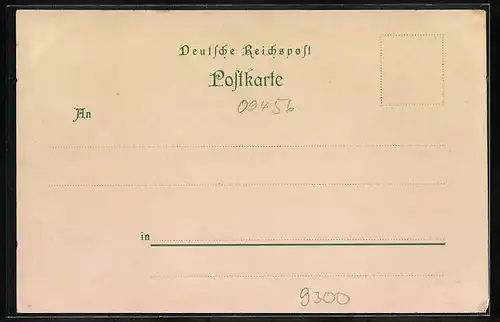 Deutſche Reichspoſt
Poſtkarte
09456
An
in
9300